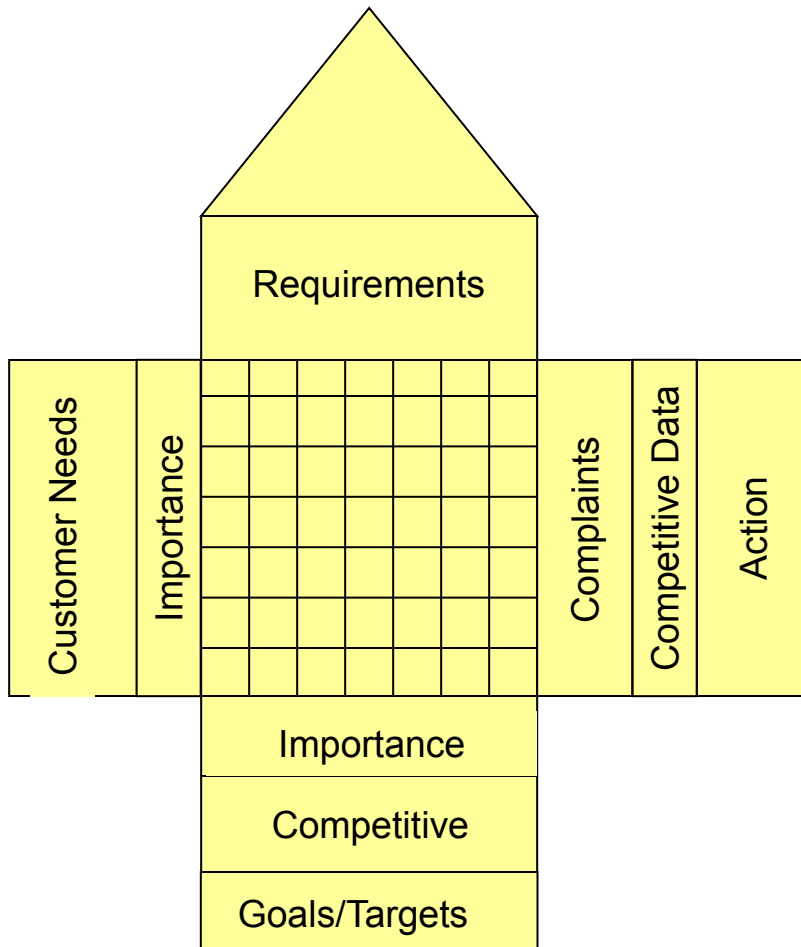 Requirements
Customer Needs
Importance
Complaints
Competitive Data
Action
Importance
Competitive
Goals/Targets